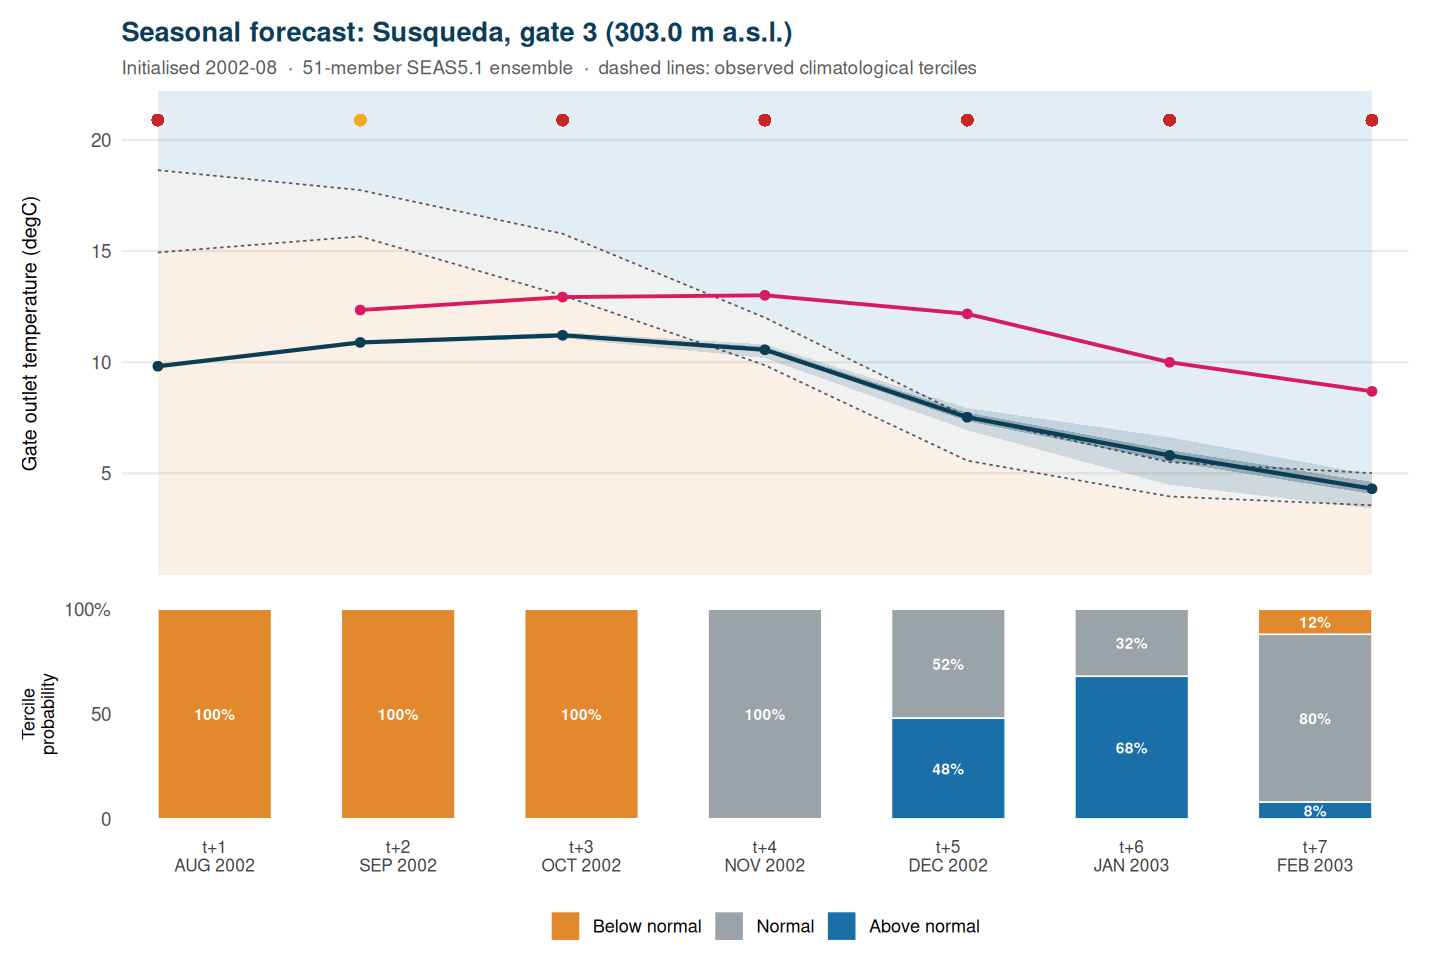 Seasonal forecast: Susqueda, gate 3 (303.0 m a.s.l.)
Initialised 2002-08 · 51-member SEAS5.1 ensemble · dashed lines: observed climatological terciles
Gate outlet temperature (degC)
20
15
10
5
Tercile
probability
100%
50
0
100%
100%
100%
100%
52%
48%
32%
68%
12%
80%
8%
t+1
AUG 2002
t+2
SEP 2002
t+3
OCT 2002
t+4
NOV 2002
t+5
DEC 2002
t+6
JAN 2003
t+7
FEB 2003
Below normal
Normal
Above normal